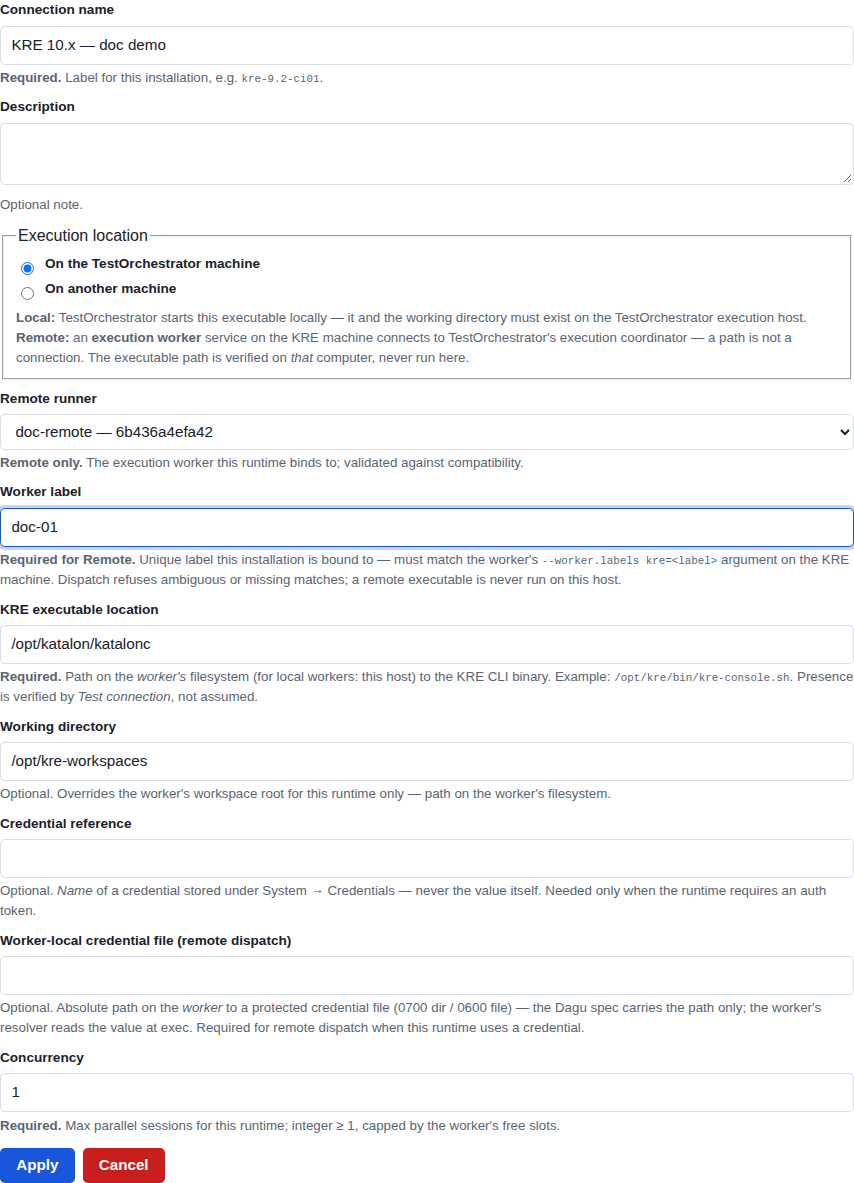 Connection name
KRE 10.x — doc demo
Required. Label for this installation, e.g. kre-9.2-ci01.
Description
Optional note.
Execution location
On the TestOrchestrator machine
On another machine
Local: TestOrchestrator starts this executable locally — it and the working directory must exist on the TestOrchestrator execution host.
Remote: an execution worker service on the KRE machine connects to TestOrchestrator's execution coordinator — a path is not a
connection. The executable path is verified on that computer, never run here.
Remote runner
doc-remote — 6b436a4efa42
Remote only. The execution worker this runtime binds to; validated against compatibility.
Worker label
doc-01
Required for Remote. Unique label this installation is bound to — must match the worker's --worker.labels kre=<label> argument on the KRE
machine. Dispatch refuses ambiguous or missing matches; a remote executable is never run on this host.
KRE executable location
/opt/katalon/katalonc
Required. Path on the worker's filesystem (for local workers: this host) to the KRE CLI binary. Example: /opt/kre/bin/kre-console.sh. Presence
is verified by Test connection, not assumed.
Working directory
/opt/kre-workspaces
Optional. Overrides the worker's workspace root for this runtime only — path on the worker's filesystem.
Credential reference
Optional. Name of a credential stored under System → Credentials — never the value itself. Needed only when the runtime requires an auth
token.
Worker-local credential file (remote dispatch)
Optional. Absolute path on the worker to a protected credential file (0700 dir / 0600 file) — the Dagu spec carries the path only; the worker's
resolver reads the value at exec. Required for remote dispatch when this runtime uses a credential.
Concurrency
1
Required. Max parallel sessions for this runtime; integer ≥ 1, capped by the worker's free slots.
Apply Cancel